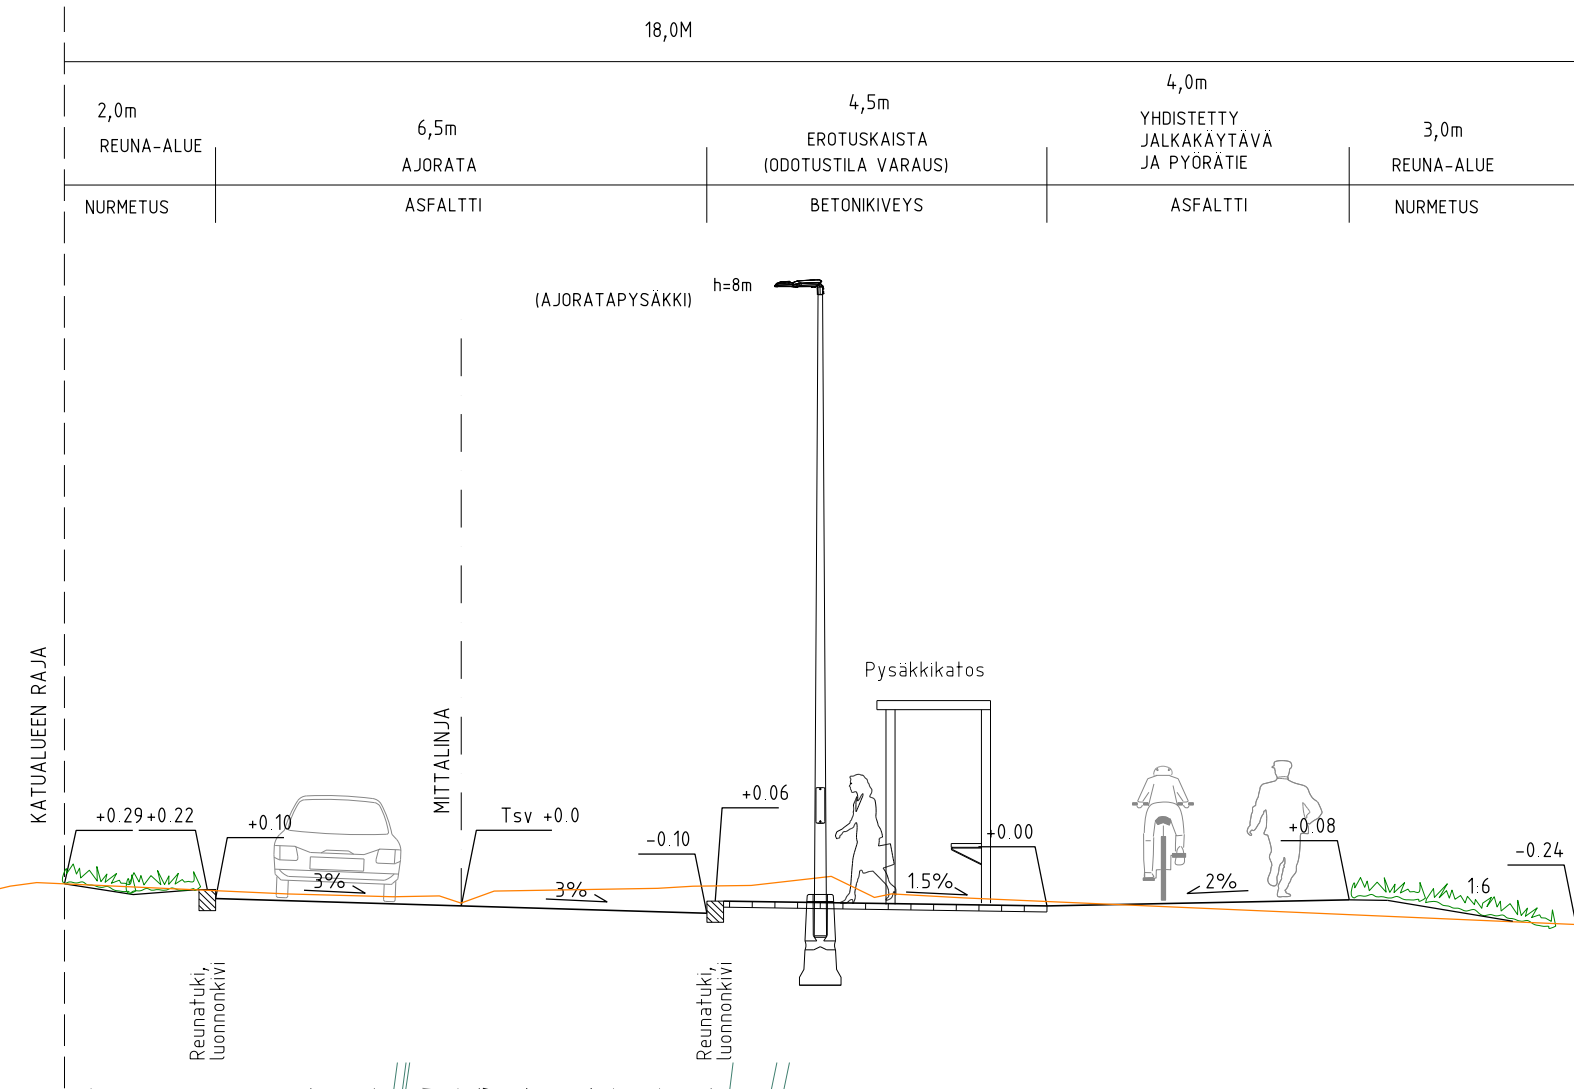 18,0M
2,0m
REUNA-ALUE
6,5m
AJORATA
4,5m
EROTUSKAISTA
(ODOTUSTILA VARAUS)
4,0m
YHDISTETTY
JALKAKÄYTÄVÄ
JA PYÖRÄTIE
3,0m
REUNA-ALUE
NURMETUS
ASFALTTI
BETONIKIVEYS
ASFALTTI
NURMETUS
(AJORATAPYSÄKKI)
h=8m
KATUALUEEN RAJA
MITTALINJA
Pysäkkikatos
+0.29
+0.22
+0.10
Tsv +0.0
-0.10
+0.06
+0.00
+0.08
-0.24
3%
3%
1.5%
2%
1:6
Reunatuki,
luonnonkivi
Reunatuki,
luonnonkivi